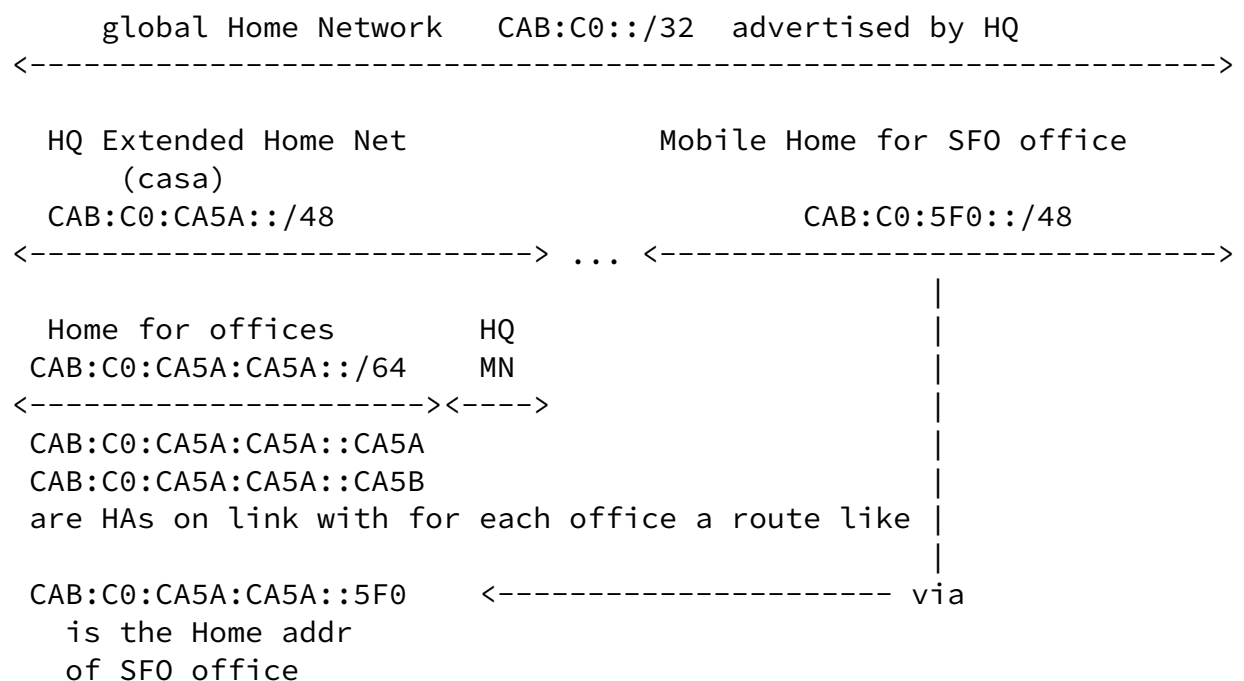 global Home Network CAB:C0::/32 advertised by HQ
<------------------------------------------------------------------>
HQ Extended Home Net Mobile Home for SFO office
(casa)
CAB:C0:CA5A::/48 CAB:C0:5F0::/48
<----------------------------> ... <------------------------------->
|
Home for offices HQ |
CAB:C0:CA5A:CA5A::/64 MN |
<----------------------><----> |
CAB:C0:CA5A:CA5A::CA5A |
CAB:C0:CA5A:CA5A::CA5B |
are HAs on link with for each office a route like |
|
CAB:C0:CA5A:CA5A::5F0 <---------------------- via
is the Home addr
of SFO office